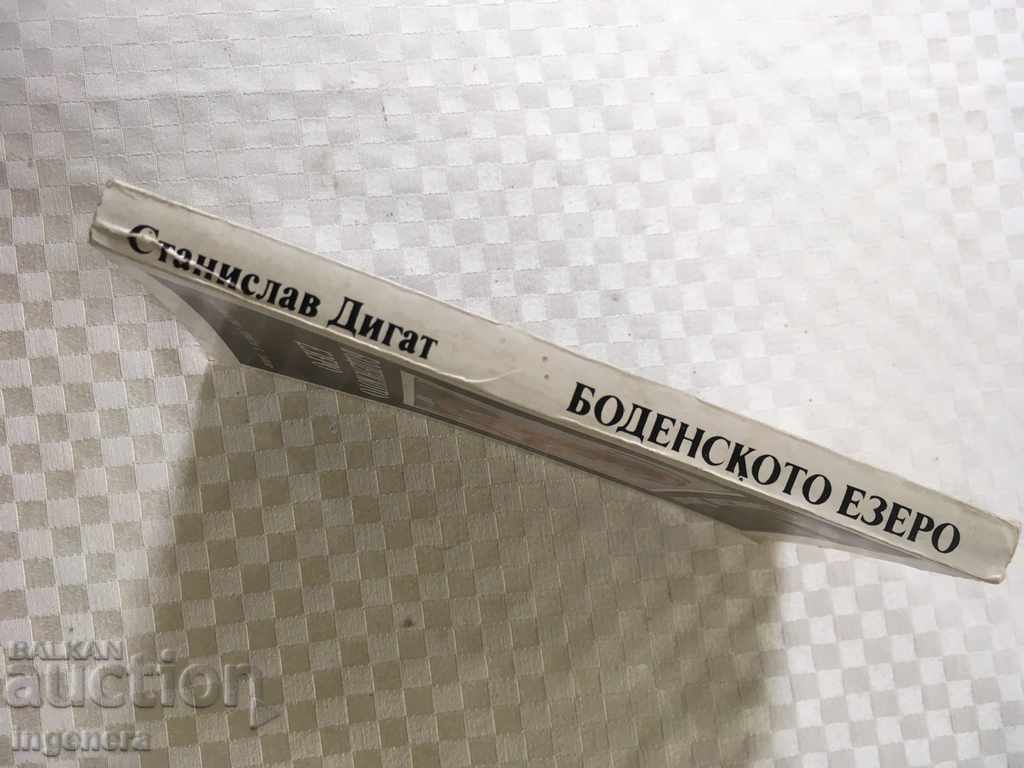 Станислав Дигат
БОДЕНСКОТО ЕЗЕРО
BALKAN
auction
ingenera